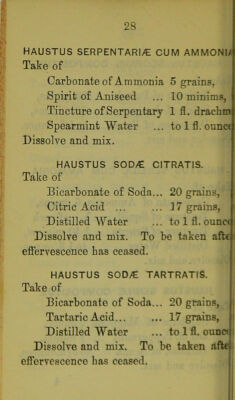 28
HAUSTUS SERPENTARIÆ CUM AMMONIA
Take of
Carbonate of Ammonia 5 grains,
Spirit of Aniseed ... 10 minims,
Tincture of Serpentary 1 fl. drachm
Spearmint Water ... to 1 fl. ounce
Dissolve and mix.
HAUSTUS SODÆ CITRATIS.
Take of
Bicarbonate of Soda... 20 grains,
Citric Acid ... ... 17 grains,
Distilled Water ... to 1 fl. ounce
Dissolve and mix. To be taken after
effervescence has ceased.
HAUSTUS SODÆ TARTRATIS.
Take of
Bicarbonate of Soda... 20 grains,
Tartaric Acid... ... 17 grains,
Distilled Water ... to 1 fl. ounce
Dissolve and mix. To be taken after
effervescence has ceased.